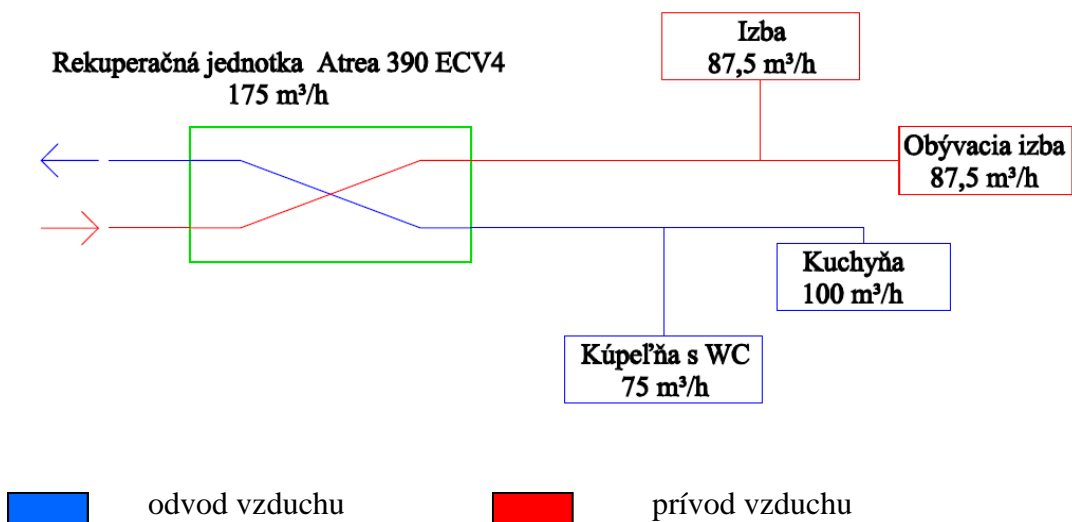 Rekuperačná jednotka Atrea 390 ECV4
175 m³/h
Izba
87,5 m³/h
Obývacia izba
87,5 m³/h
Kuchyňa
100 m³/h
Kúpeľňa s WC
75 m³/h
odvod vzduchu
prívod vzduchu